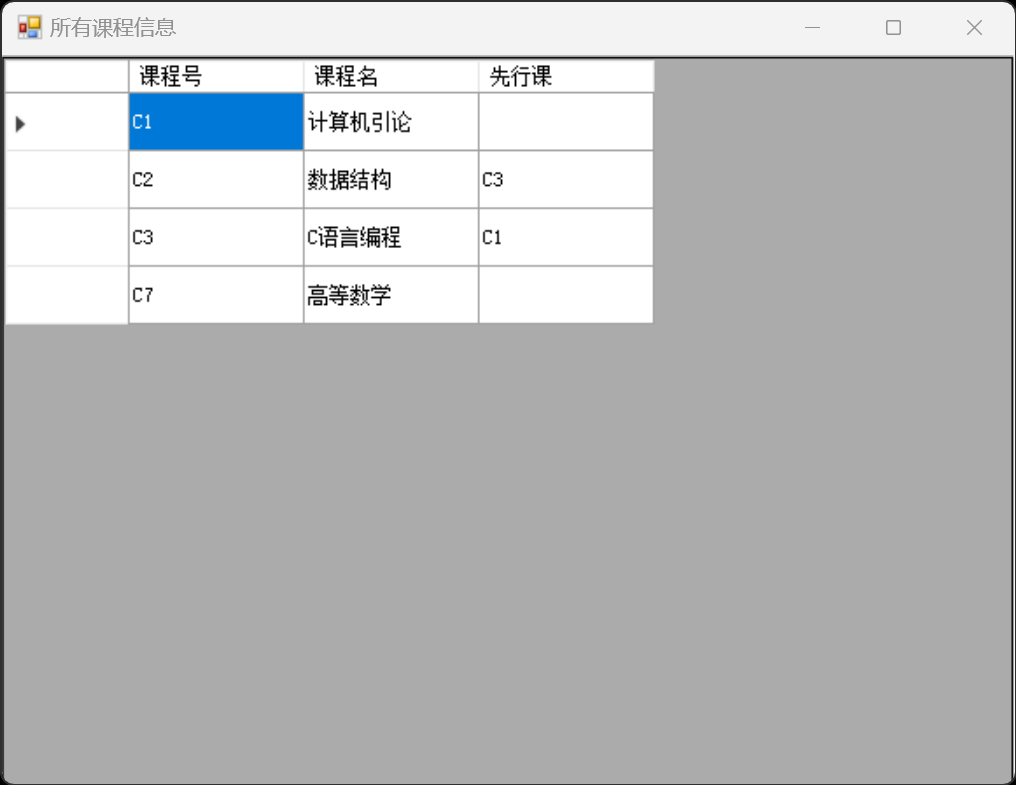 所有课程信息
课程号 课程名 先行课
C1 计算机引论
C2 数据结构 C3
C3 C语言编程 C1
C7 高等数学